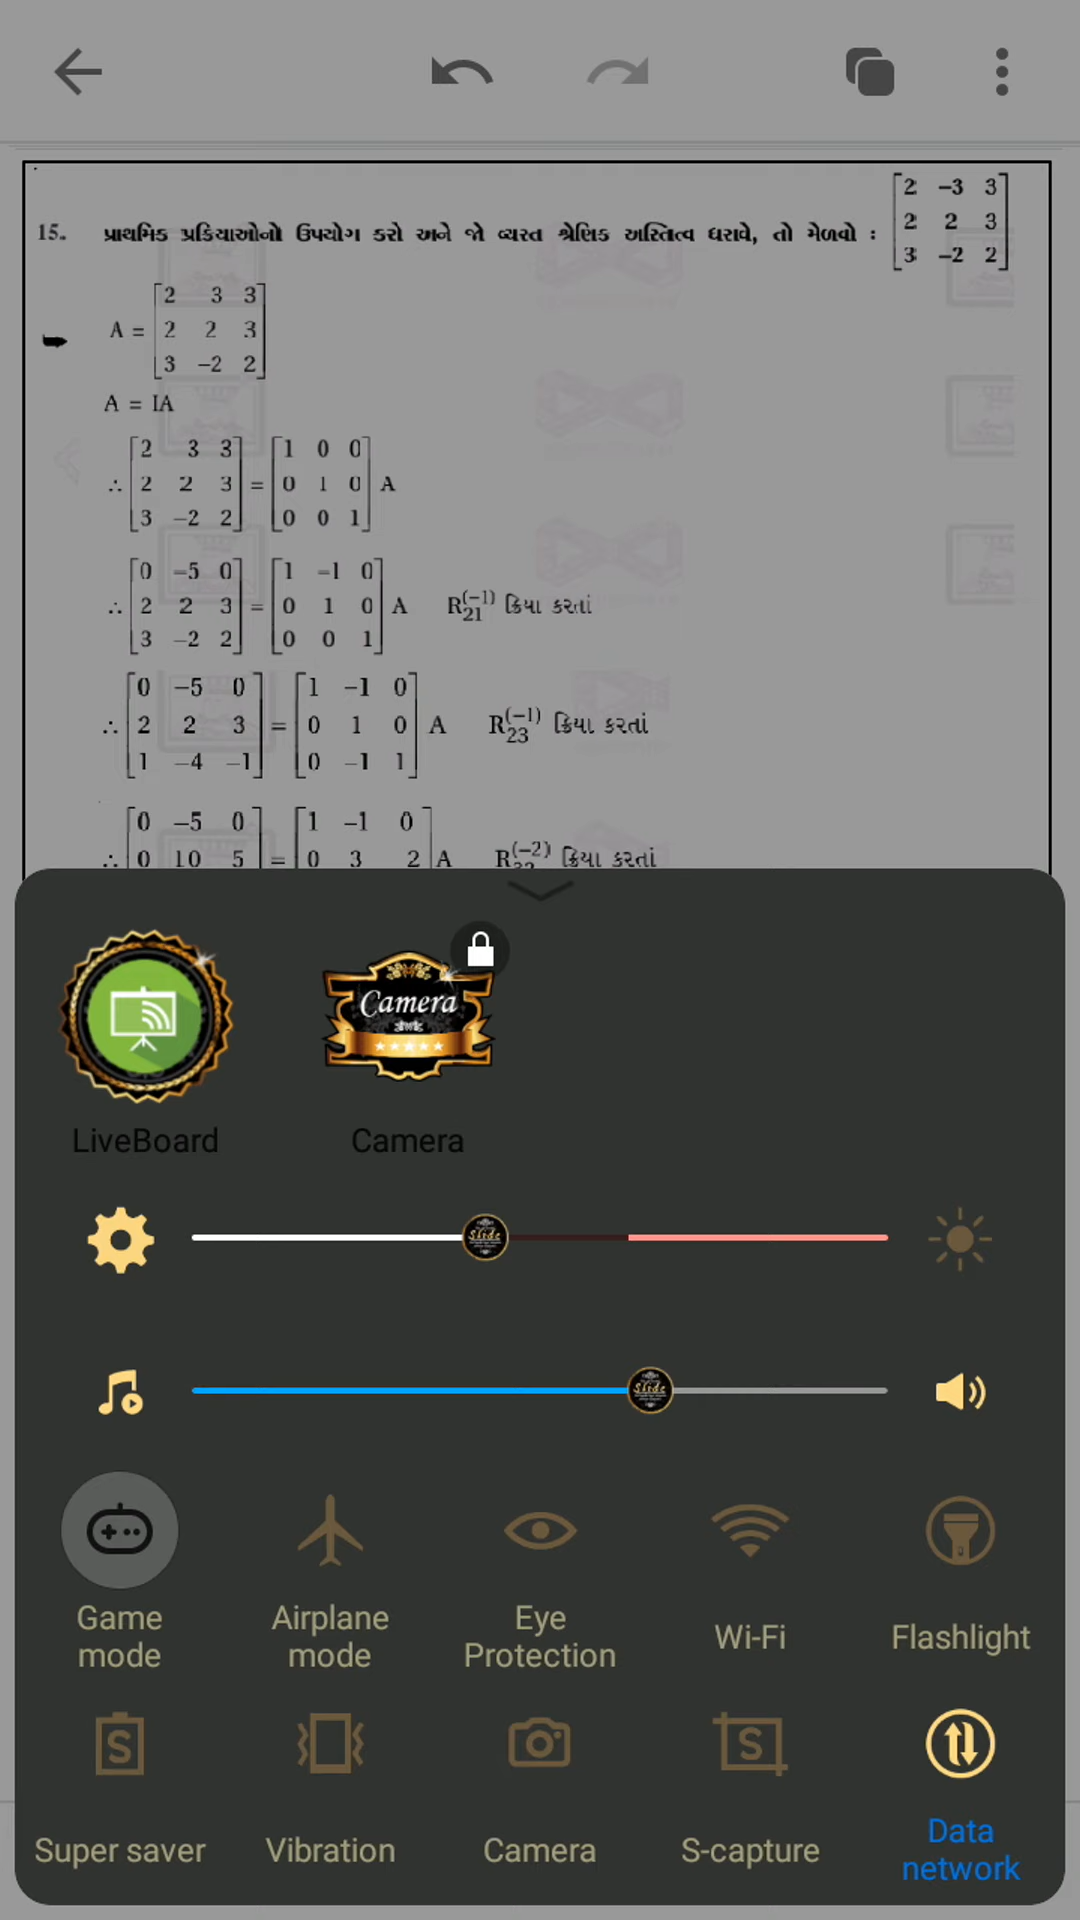 15. પ્રાથમિક પ્રક્રિયાઓનો ઉપયોગ કરો અને જો વ્યસ્ત શ્રેણિક અસ્તિત્વ ધરાવે, તો મેળવો : [2 –3 3
2 2 3
3 –2 2]
A = [2 3 3
2 2 3
3 –2 2]
A = IA
∴ [2 3 3
2 2 3
3 –2 2] = [1 0 0
0 1 0
0 0 1] A
∴ [0 –5 0
2 2 3
3 –2 2] = [1 –1 0
0 1 0
0 0 1] A R21(–1) ક્રિયા કરતાં
∴ [0 –5 0
2 2 3
1 –4 –1] = [1 –1 0
0 1 0
0 –1 1] A R23(–1) ક્રિયા કરતાં
∴ [0 –5 0
0 10 5] = [1 –1 0
0 3 2] A R(–2) ક્રિયા કરતાં
Camera
LiveBoard Camera
Slide
Slide
Game mode
Airplane mode
Eye Protection
Wi-Fi
Flashlight
Super saver
Vibration
Camera
S-capture
Data network